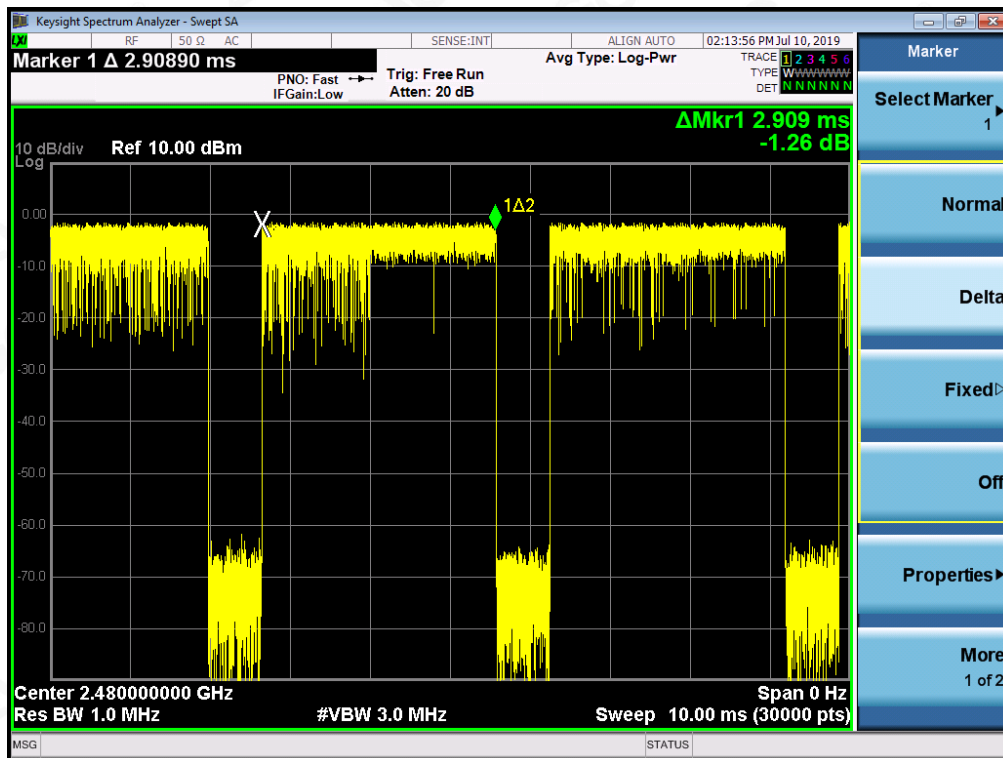 Keysight Spectrum Analyzer - Swept SA
LXI RF 50 Ω AC SENSE:INT ALIGN AUTO 02:13:56 PM Jul 10, 2019
Marker 1 Δ 2.90890 ms
PNO: Fast
IFGain:Low
Trig: Free Run
Atten: 20 dB
Avg Type: Log-Pwr
TRACE 1 2 3 4 5 6
TYPE W
DET N N N N N N
ΔMkr1 2.909 ms
-1.26 dB
10 dB/div Ref 10.00 dBm
Log
1Δ2
0.00
-10.0
-20.0
-30.0
-40.0
-50.0
-60.0
-70.0
-80.0
Center 2.480000000 GHz Span 0 Hz
Res BW 1.0 MHz #VBW 3.0 MHz Sweep 10.00 ms (30000 pts)
MSG STATUS
Marker
Select Marker
1
Normal
Delta
Fixed
Off
Properties
More
1 of 2